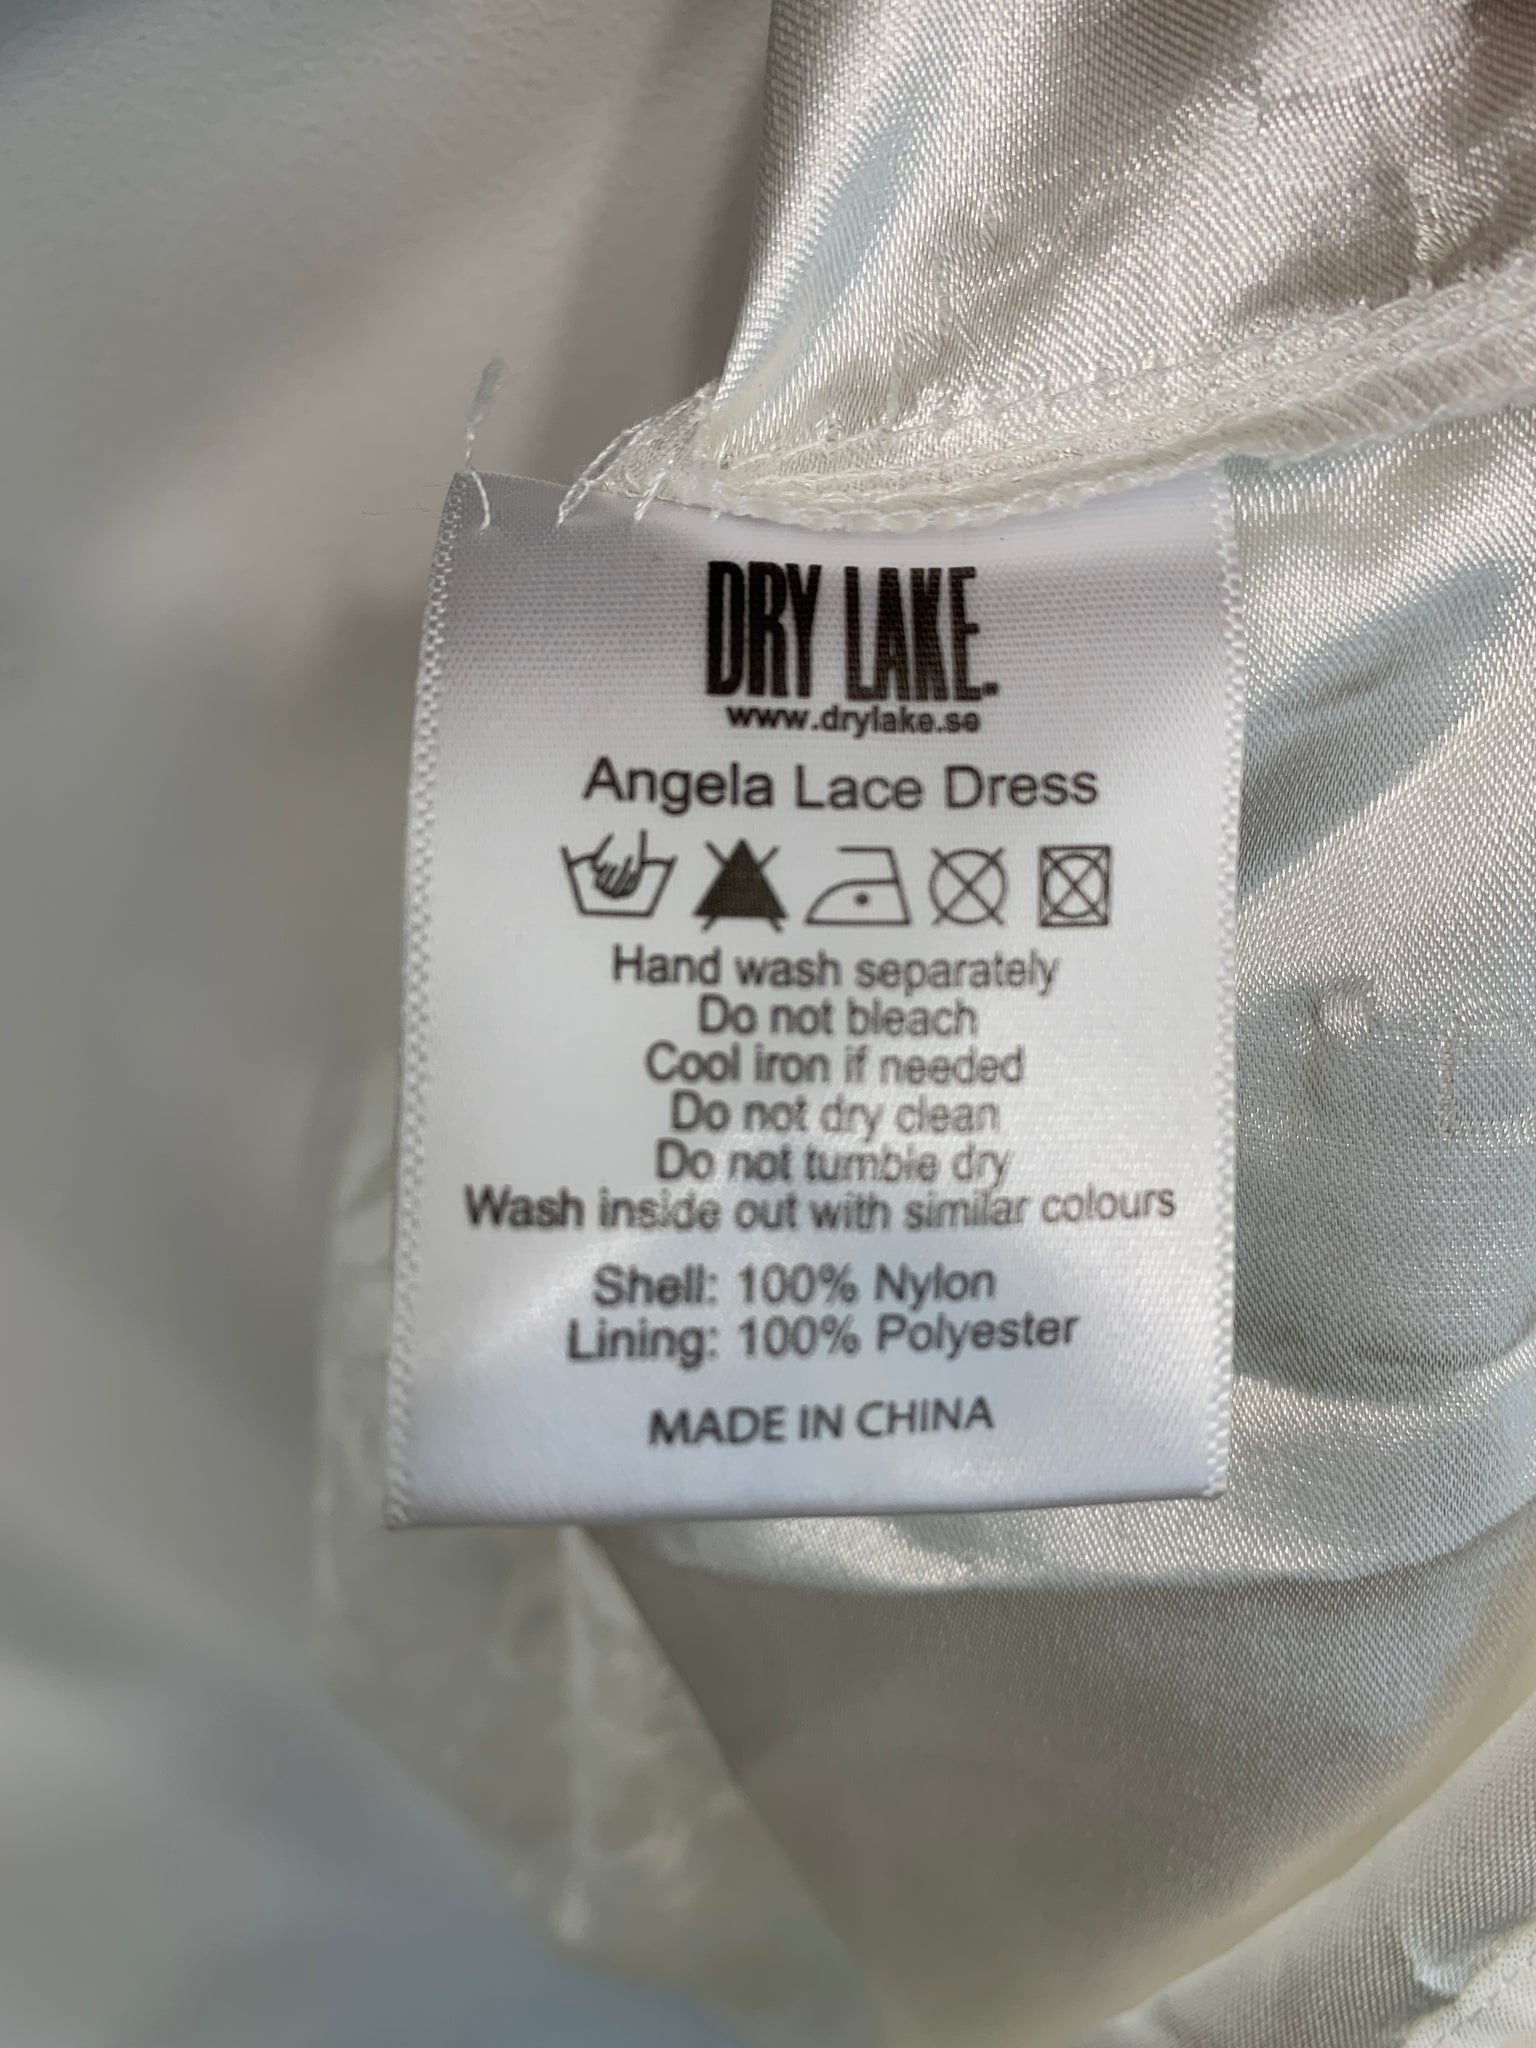 DRY LAKE.
www.drylake.se
Angela Lace Dress
Hand wash separately
Do not bleach
Cool iron if needed
Do not dry clean
Do not tumble dry
Wash inside out with similar colours
Shell: 100% Nylon
Lining: 100% Polyester
MADE IN CHINA